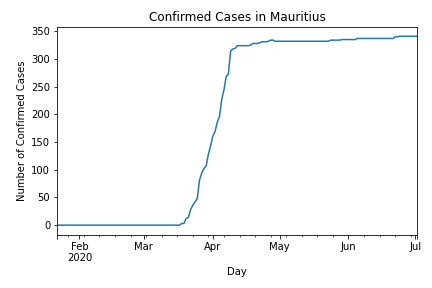 Confirmed Cases in Mauritius
350
300
250
200
150
100
50
0
Number of Confirmed Cases
Feb Mar Apr May Jun Jul
2020
Day